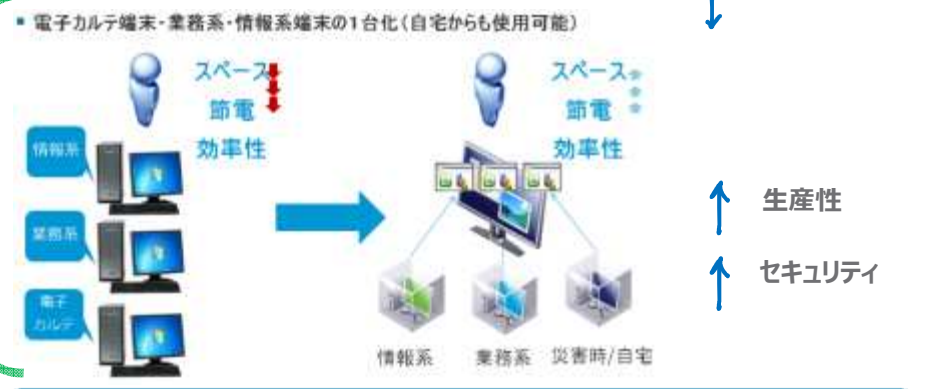 ▪ 電子カルテ端末・業務系・情報系端末の1台化（自宅からも使用可能）
スペース
節電
効率性
情報系
業務系
電子
カルテ
スペース
節電
効率性
情報系
業務系
災害時/自宅
生産性
セキュリティ